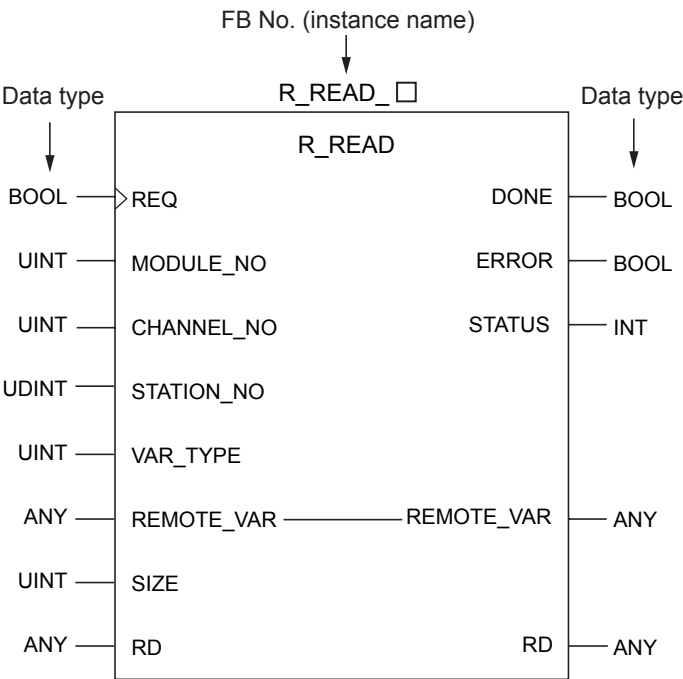 FB No. (instance name)
Data type R_READ_□ Data type
R_READ
BOOL REQ DONE BOOL
UINT MODULE_NO ERROR BOOL
UINT CHANNEL_NO STATUS INT
UDINT STATION_NO
UINT VAR_TYPE
ANY REMOTE_VAR REMOTE_VAR ANY
UINT SIZE
ANY RD RD ANY